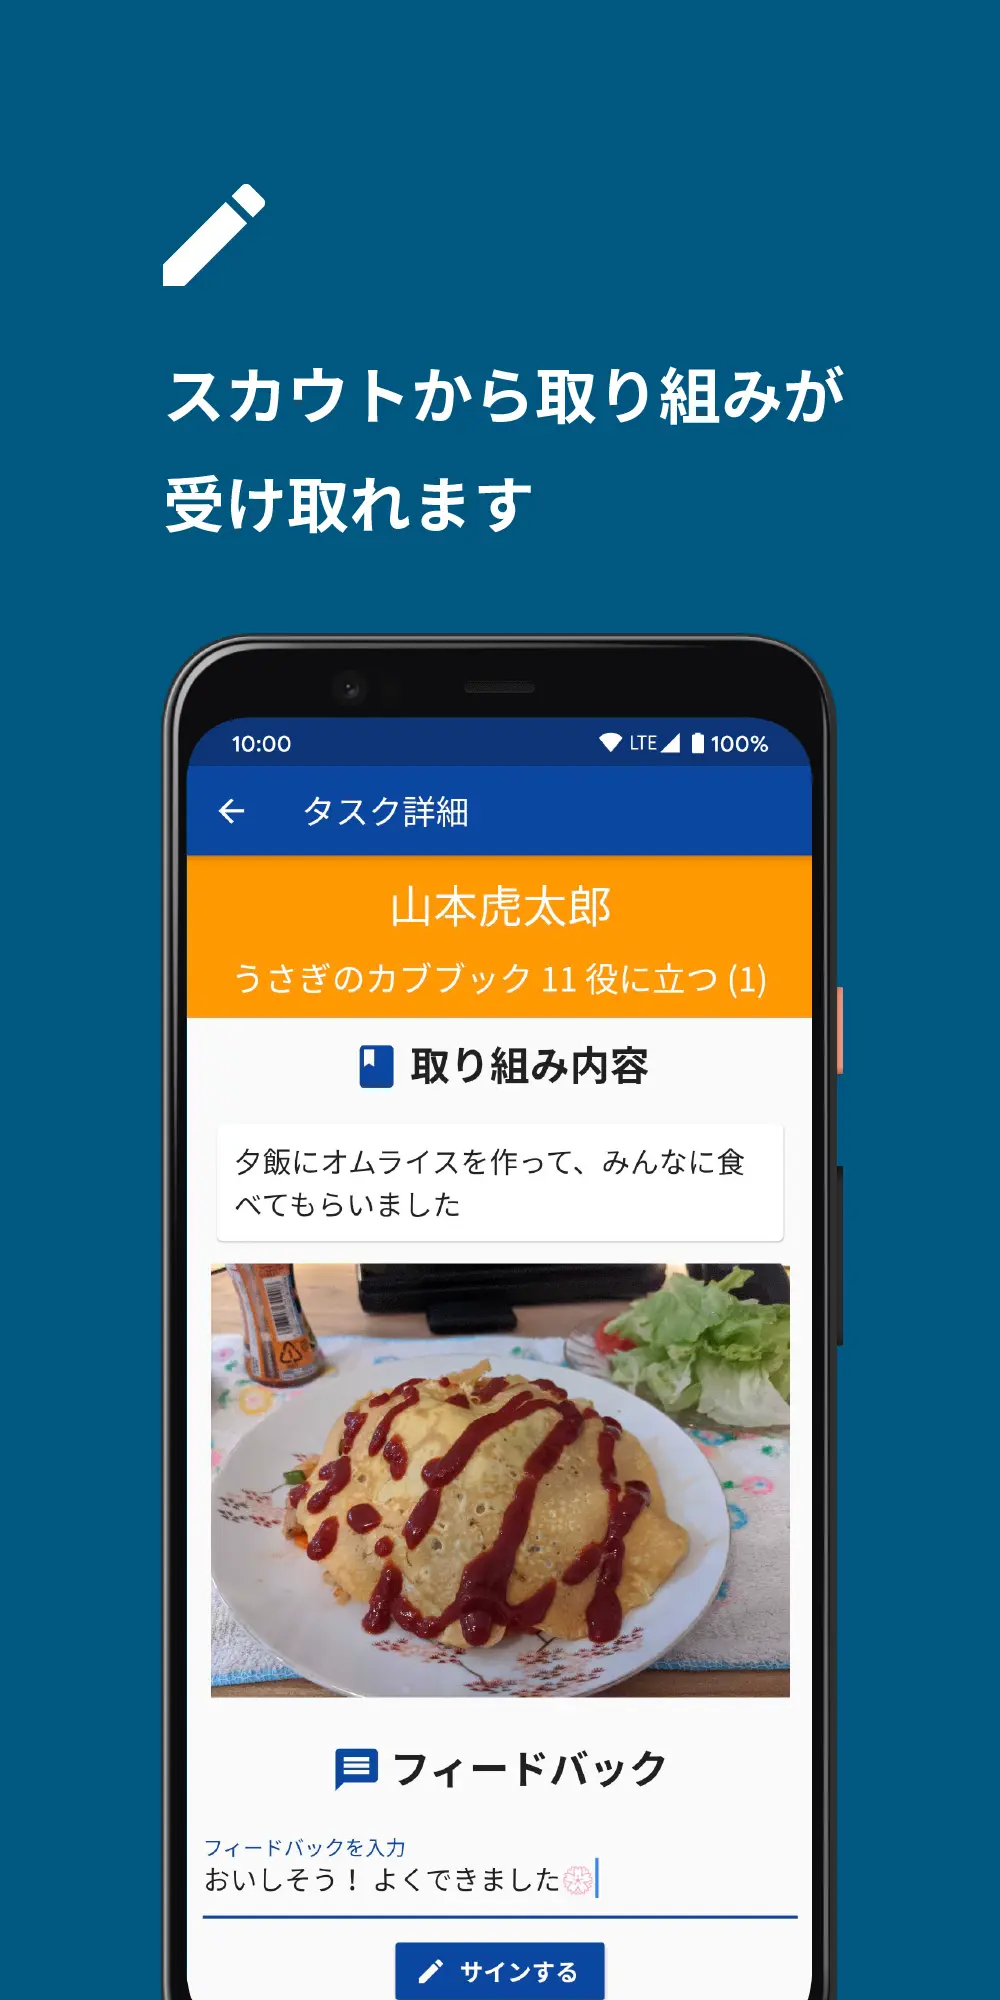 スカウトから取り組みが
受け取れます
10:00 LTE 100%
タスク詳細
山本虎太郎
うさぎのカブブック 11 役に立つ (1)
取り組み内容
夕飯にオムライスを作って、みんなに食
べてもらいました
フィードバック
フィードバックを入力
おいしそう！ よくできました💮
サインする